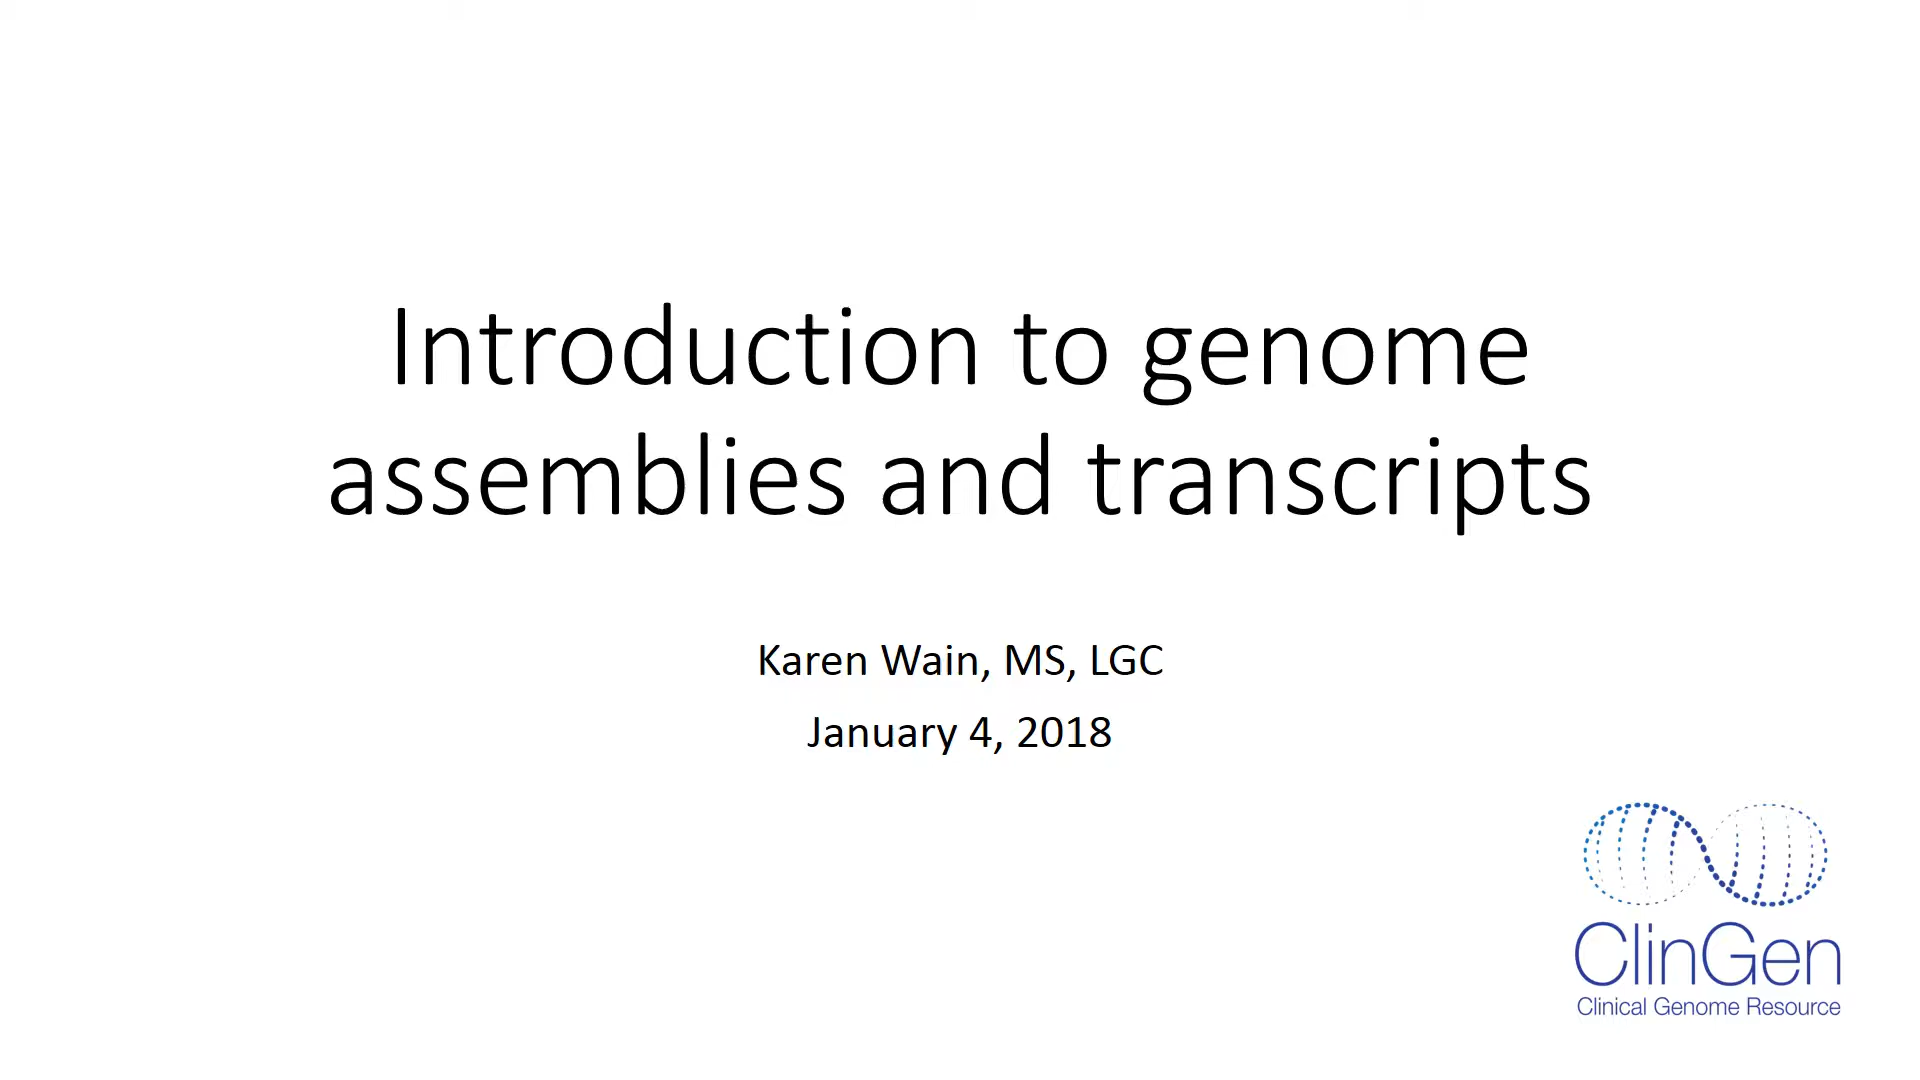 Introduction to genome
assemblies and transcripts
Karen Wain, MS, LGC
January 4, 2018
ClinGen
Clinical Genome Resource